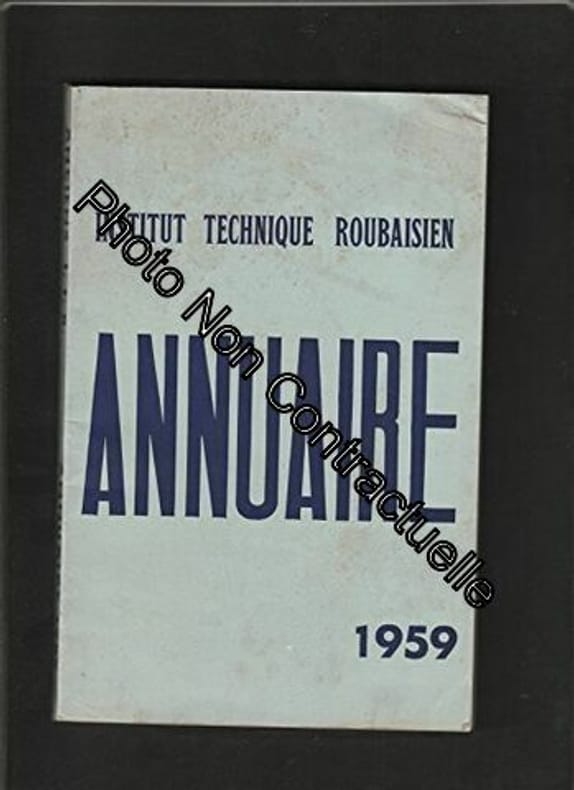 INSTITUT TECHNIQUE ROUBAISIEN
Photo Non Contractuelle
ANNUAIRE
1959